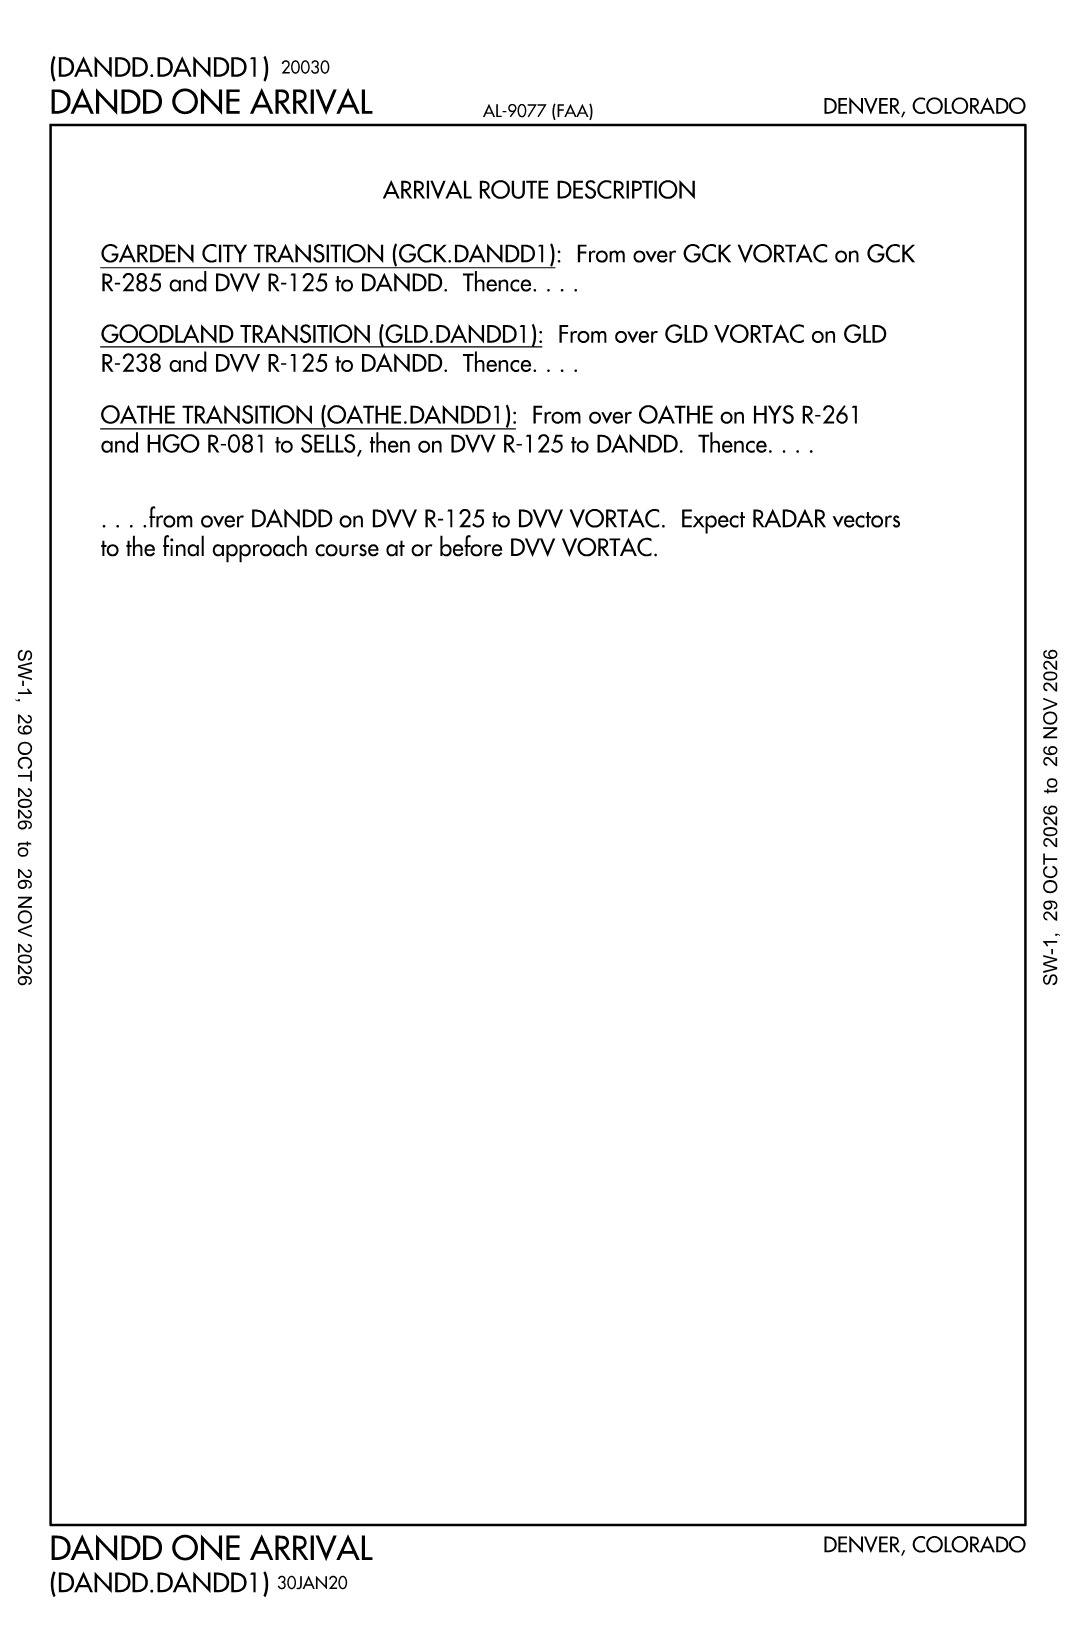 (DANDD.DANDD1) 20030
DANDD ONE ARRIVAL
AL-9077 (FAA)
DENVER, COLORADO
ARRIVAL ROUTE DESCRIPTION
GARDEN CITY TRANSITION (GCK.DANDD1): From over GCK VORTAC on GCK
R-285 and DVV R-125 to DANDD. Thence. . . .
GOODLAND TRANSITION (GLD.DANDD1): From over GLD VORTAC on GLD
R-238 and DVV R-125 to DANDD. Thence. . . .
OATHE TRANSITION (OATHE.DANDD1): From over OATHE on HYS R-261
and HGO R-081 to SELLS, then on DVV R-125 to DANDD. Thence. . . .
. . . .from over DANDD on DVV R-125 to DVV VORTAC. Expect RADAR vectors
to the final approach course at or before DVV VORTAC.
SW-1, 29 OCT 2026 to 26 NOV 2026
SW-1, 29 OCT 2026 to 26 NOV 2026
DANDD ONE ARRIVAL
DENVER, COLORADO
(DANDD.DANDD1) 30JAN20